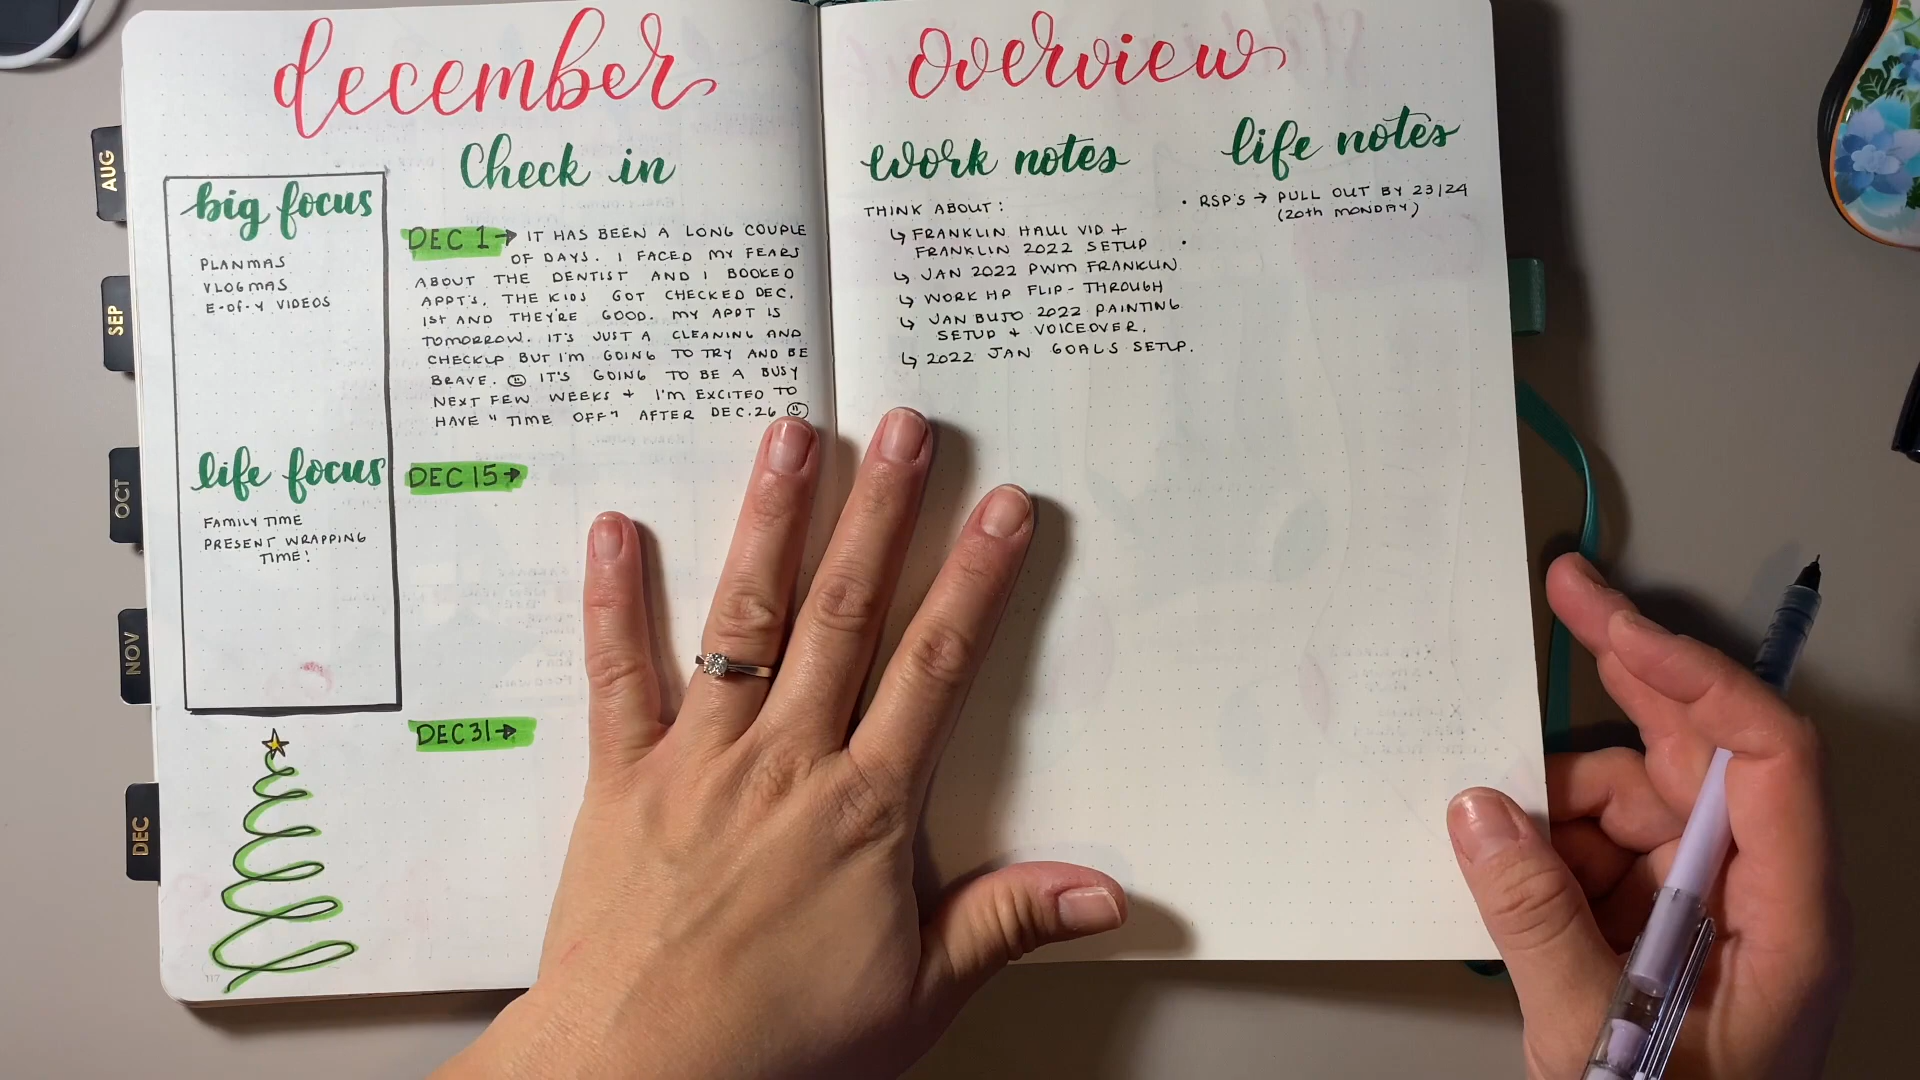 december
overview
AUG
SEP
OCT
NOV
DEC
big focus
PLANMAS
VLOGMAS
E-OF-Y VIDEOS
life focus
FAMILY TIME
PRESENT WRAPPING
TIME!
117
Check in
DEC 1 → IT HAS BEEN A LONG COUPLE
OF DAYS. I FACED MY FEARS
ABOUT THE DENTIST AND I BOOKED
APPT'S. THE KIDS GOT CHECKED DEC.
1st AND THEY'RE GOOD. MY APPT IS
TOMORROW. IT'S JUST A CLEANING AND
CHECKUP BUT I'M GOING TO TRY AND BE
BRAVE. IT'S GOING TO BE A BUSY
NEXT FEW WEEKS + I'M EXCITED TO
HAVE "TIME OFF" AFTER DEC. 26
DEC 15 →
DEC 31 →
work notes
THINK ABOUT:
↳ FRANKLIN HAUL VID +
FRANKLIN 2022 SETUP
↳ JAN 2022 PWM FRANKLIN
↳ WORK HP FLIP-THROUGH
↳ JAN BUJO 2022 PAINTING
SETUP + VOICEOVER.
↳ 2022 JAN GOALS SETUP.
life notes
• RSP'S → PULL OUT BY 23/24
(20th MONDAY)
•